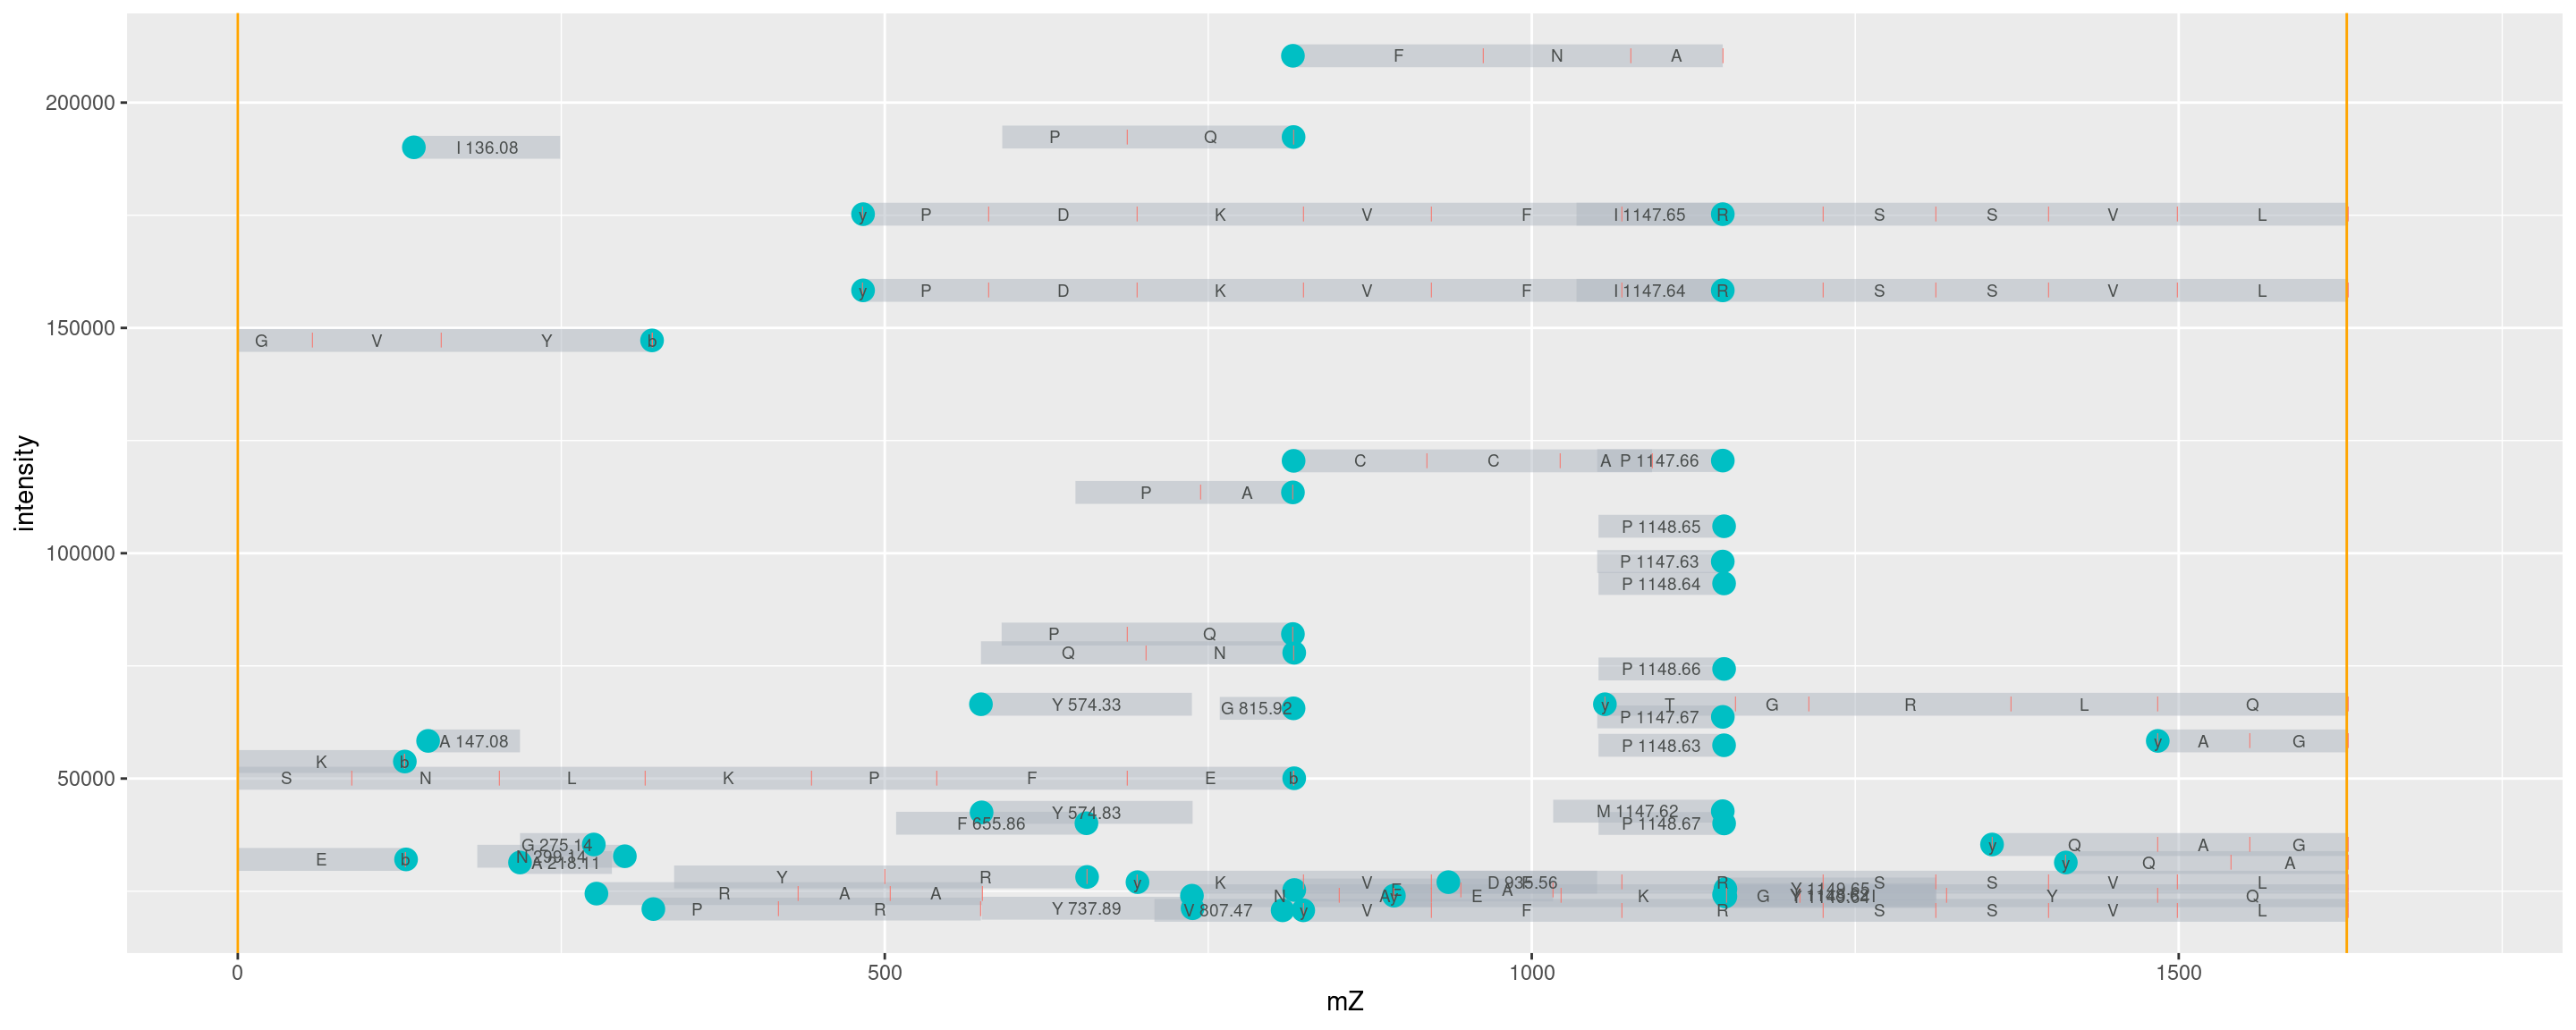 F N A
200000
P Q
I 136.08
y P D K V F I 1147.65 R S S V L
y P D K V F I 1147.64 R S S V L
150000
G V Y b
C C A P 1147.66
P A
P 1148.65
100000
P 1147.63
P 1148.64
P Q
Q N
P 1148.66
Y 574.33
G 815.92
y T G R L Q
P 1147.67
A 147.08
P 1148.63
y A G
K b
50000
S N L K P F E b
Y 574.83
M 1147.62
F 655.86
P 1148.67
G 275.14
y Q A G
N 299.14
E b
A 218.11
y Q A
Y R
y K V F R S S V L
D 935.56
R A A
N A y E A K G Y Q
P R Y 737.89
V 807.47
y V F R S S V L
0 500 1000 1500
mZ
intensity